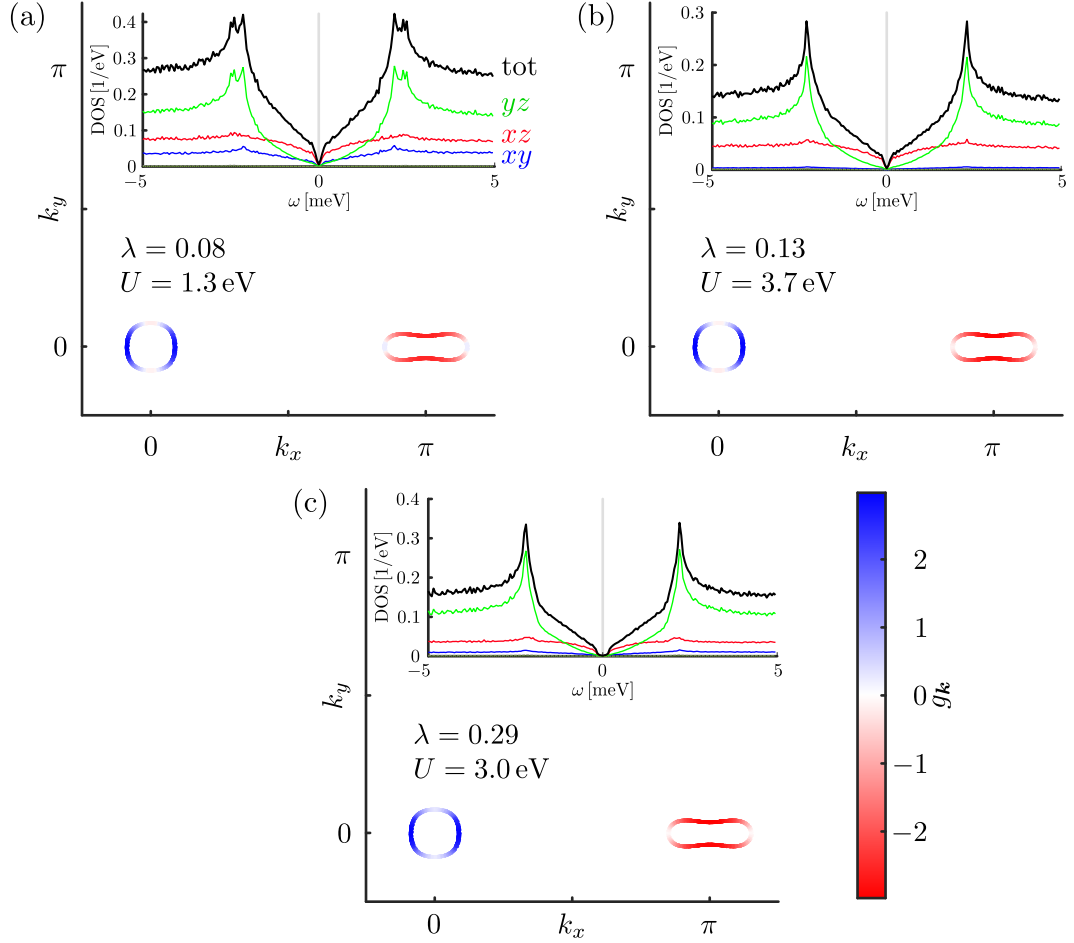 (a)
DOS [1/eV]
0.4
0.3
0.2
0.1
0
−5
0
5
ω [meV]
tot
yz
xz
xy
π
k_y
0
λ = 0.08
U = 1.3 eV
0
k_x
π
(b)
DOS [1/eV]
0.3
0.2
0.1
0
−5
0
5
ω [meV]
π
k_y
0
λ = 0.13
U = 3.7 eV
0
k_x
π
(c)
DOS [1/eV]
0.4
0.3
0.2
0.1
0
−5
0
5
ω [meV]
π
k_y
0
λ = 0.29
U = 3.0 eV
0
k_x
π
2
1
0
−1
−2
g_k